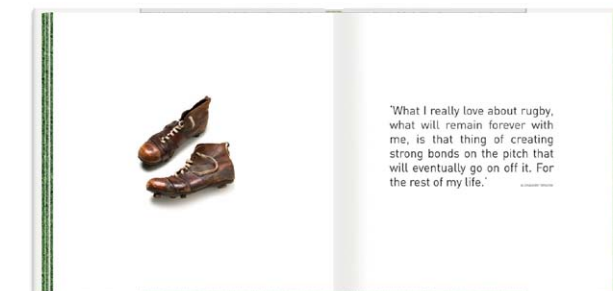 'What I really love about rugby,
what will remain forever with
me, is that thing of creating
strong bonds on the pitch that
will eventually go on off it. For
the rest of my life.'